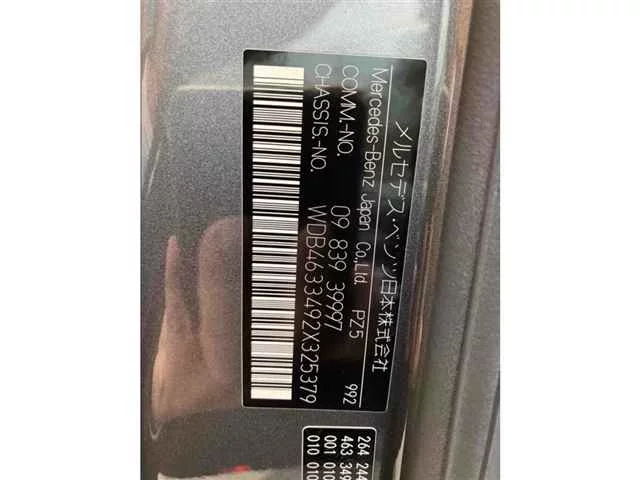 メルセデス・ベンツ日本株式会社
Mercedes-Benz Japan Co.,Ltd. PZ5 992
COMM.-NO. 09 839 39997
CHASSIS.-NO. WDB4633492X325379
264 244
463 349
001 010
010 010